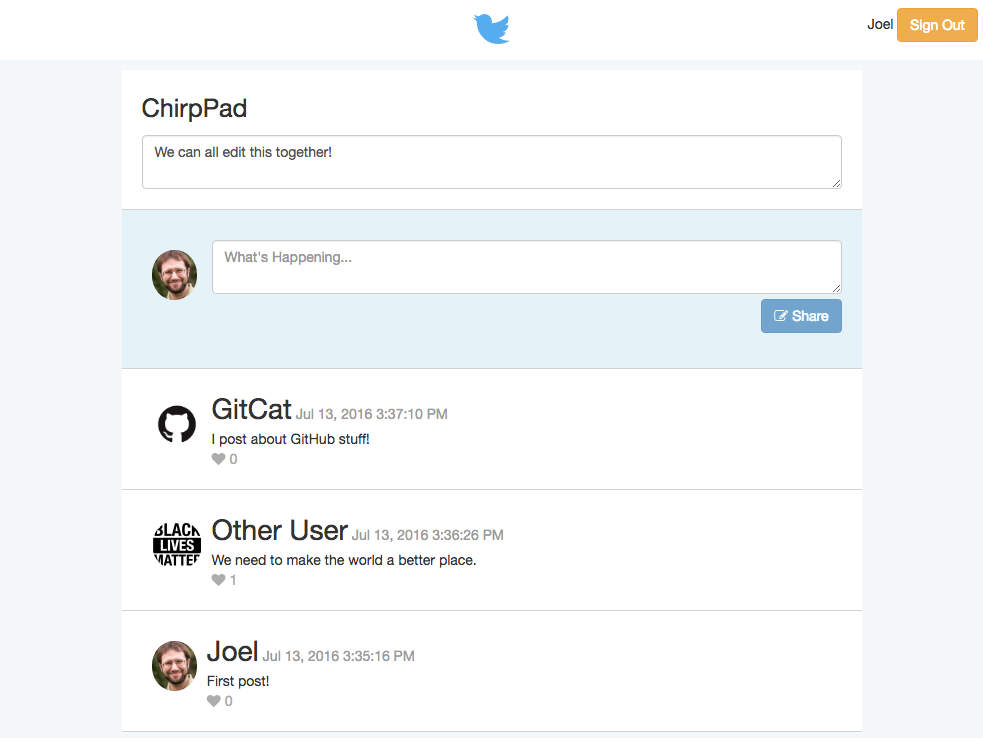 Joel Sign Out
ChirpPad
We can all edit this together!
What's Happening...
Share
GitCat Jul 13, 2016 3:37:10 PM
I post about GitHub stuff!
0
BLACK
LIVES
MATTER
Other User Jul 13, 2016 3:36:26 PM
We need to make the world a better place.
1
Joel Jul 13, 2016 3:35:16 PM
First post!
0